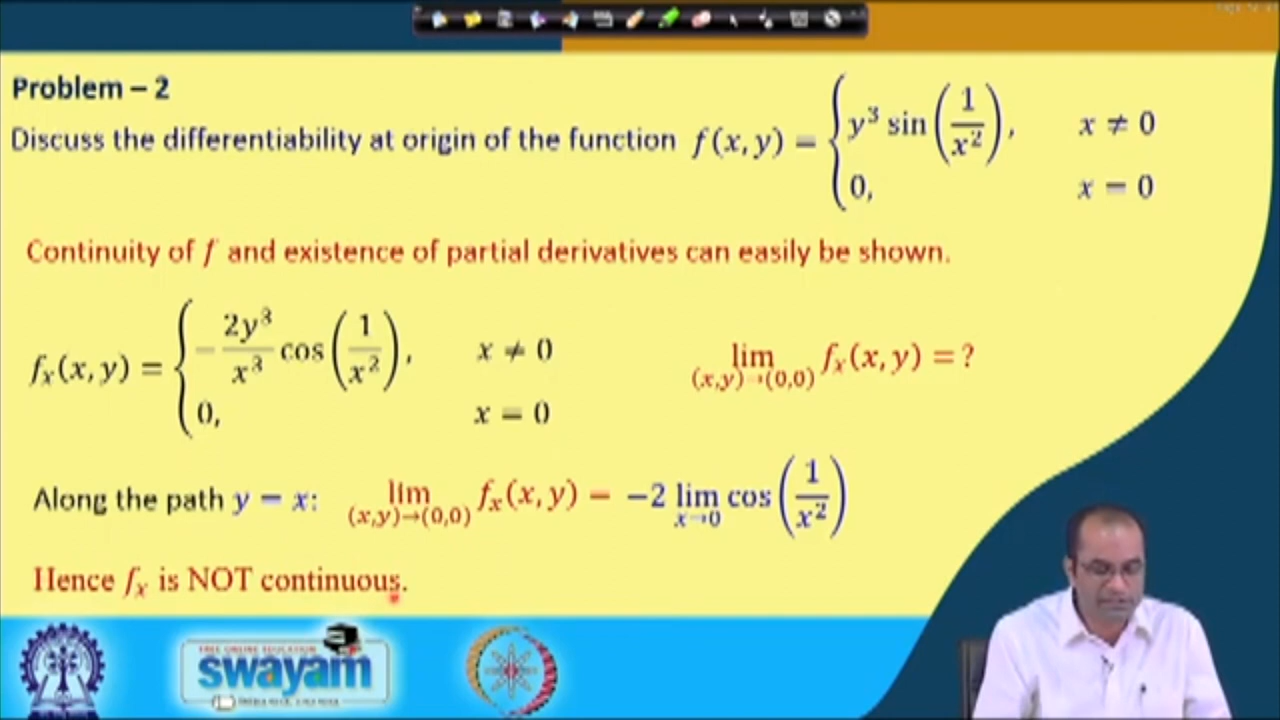 Problem – 2
Discuss the differentiability at origin of the function f(x, y) = { y³ sin(1/x²), x ≠ 0
0, x = 0
Continuity of f and existence of partial derivatives can easily be shown.
fₓ(x, y) = { − 2y³/x³ cos(1/x²), x ≠ 0
0, x = 0
lim (x,y)→(0,0) fₓ(x, y) = ?
Along the path y = x: lim (x,y)→(0,0) fₓ(x, y) = −2 lim x→0 cos(1/x²)
Hence fₓ is NOT continuous.
FREE ONLINE EDUCATION
swayam